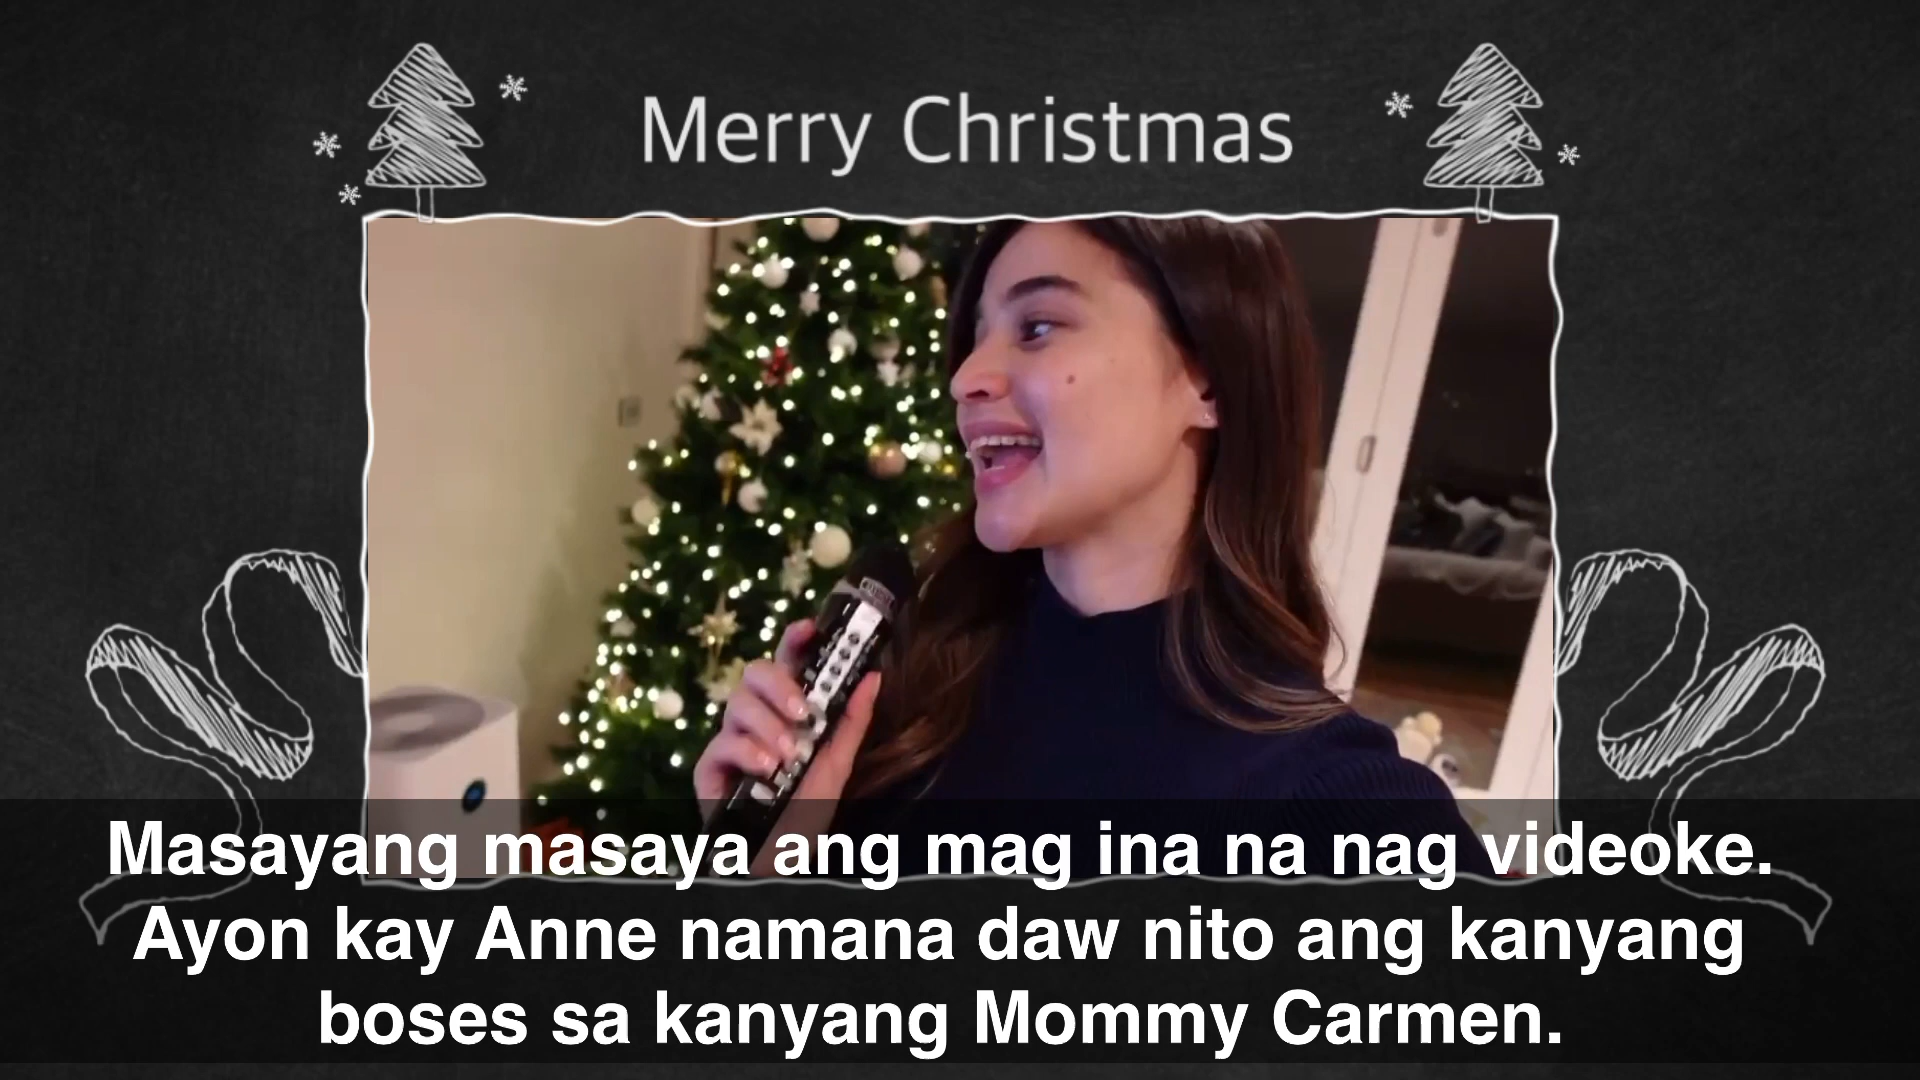 Merry Christmas
Masayang masaya ang mag ina na nag videoke.
Ayon kay Anne namana daw nito ang kanyang
boses sa kanyang Mommy Carmen.